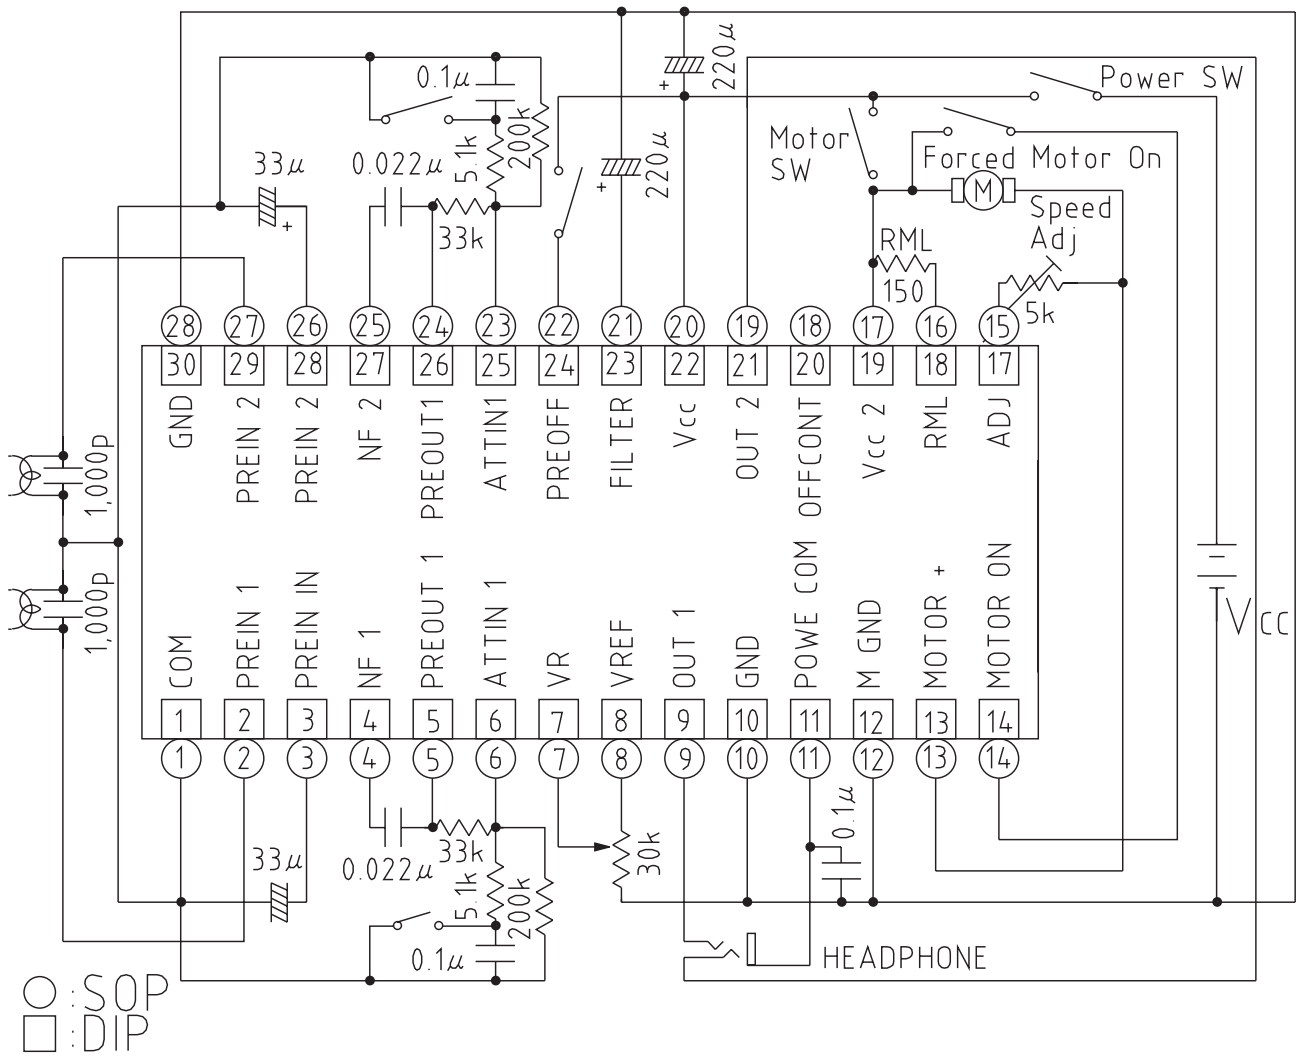 220μ
0.1μ
Power SW
200k
5.1k
Motor
SW
33μ
0.022μ
220μ
Forced Motor On
M
+
+
+
33k
Speed
Adj
RML
150
5k
28 27 26 25 24 23 22 21 20 19 18 17 16 15
30 29 28 27 26 25 24 23 22 21 20 19 18 17
GND
PREIN 2
PREIN 2
NF 2
PREOUT1
ATTIN1
PREOFF
FILTER
Vcc
OUT 2
OFFCONT
Vcc 2
RML
ADJ
1,000p
1,000p
COM
PREIN 1
PREIN IN
NF 1
PREOUT 1
ATTIN 1
VR
VREF
OUT 1
GND
POWE COM
M GND
MOTOR +
MOTOR ON
VCC
1 2 3 4 5 6 7 8 9 10 11 12 13 14
1 2 3 4 5 6 7 8 9 10 11 12 13 14
0.1μ
33μ
0.022μ
33k
30k
5.1k
200k
0.1μ
HEADPHONE
:SOP
:DIP